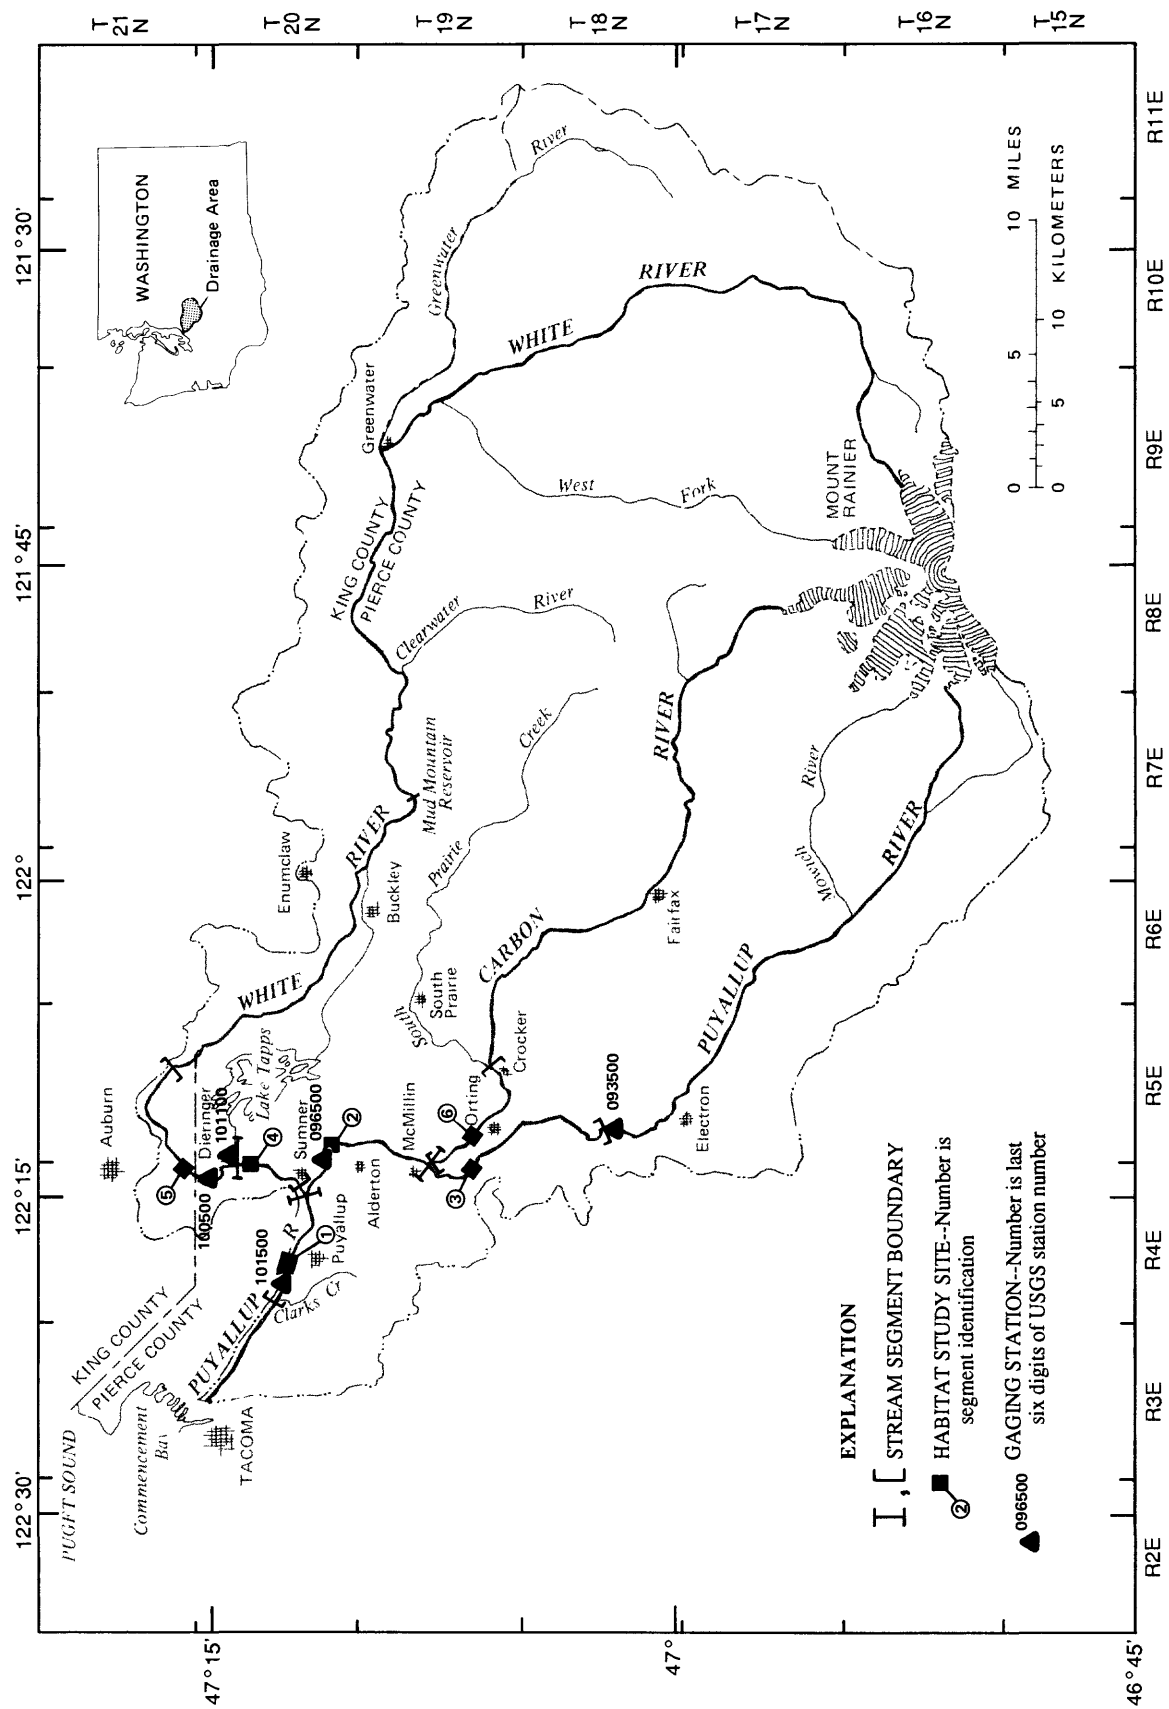 122°30'
122°15'
122°
121°45'
121°30'
T
21
N
T
20
N
T
19
N
T
18
N
T
17
N
T
16
N
T
15
N
47°15'
47°
46°45'
R2E
R3E
R4E
R5E
R6E
R7E
R8E
R9E
R10E
R11E
WASHINGTON
Drainage Area
PUGET SOUND
Commencement
Bay
TACOMA
KING COUNTY
PIERCE COUNTY
PUYALLUP
R
Clarks Cr
Puyallup
101500
1
100500
5
Auburn
Dieringer
101100
4
Lake Tapps
Sumner
096500
2
Alderton
McMillin
3
6
Orting
Crocker
093500
Electron
WHITE
RIVER
Enumclaw
Buckley
Mud Mountain
Reservoir
South
Prairie
South
Prairie
Creek
CARBON
RIVER
Fairfax
PUYALLUP
RIVER
Mowich
River
Clearwater
River
KING COUNTY
PIERCE COUNTY
Greenwater
Greenwater
River
WHITE
RIVER
West
Fork
MOUNT
RAINIER
0 5 10 MILES
0 5 10 KILOMETERS
EXPLANATION
STREAM SEGMENT BOUNDARY
2
HABITAT STUDY SITE--Number is
segment identification
096500
GAGING STATION--Number is last
six digits of USGS station number